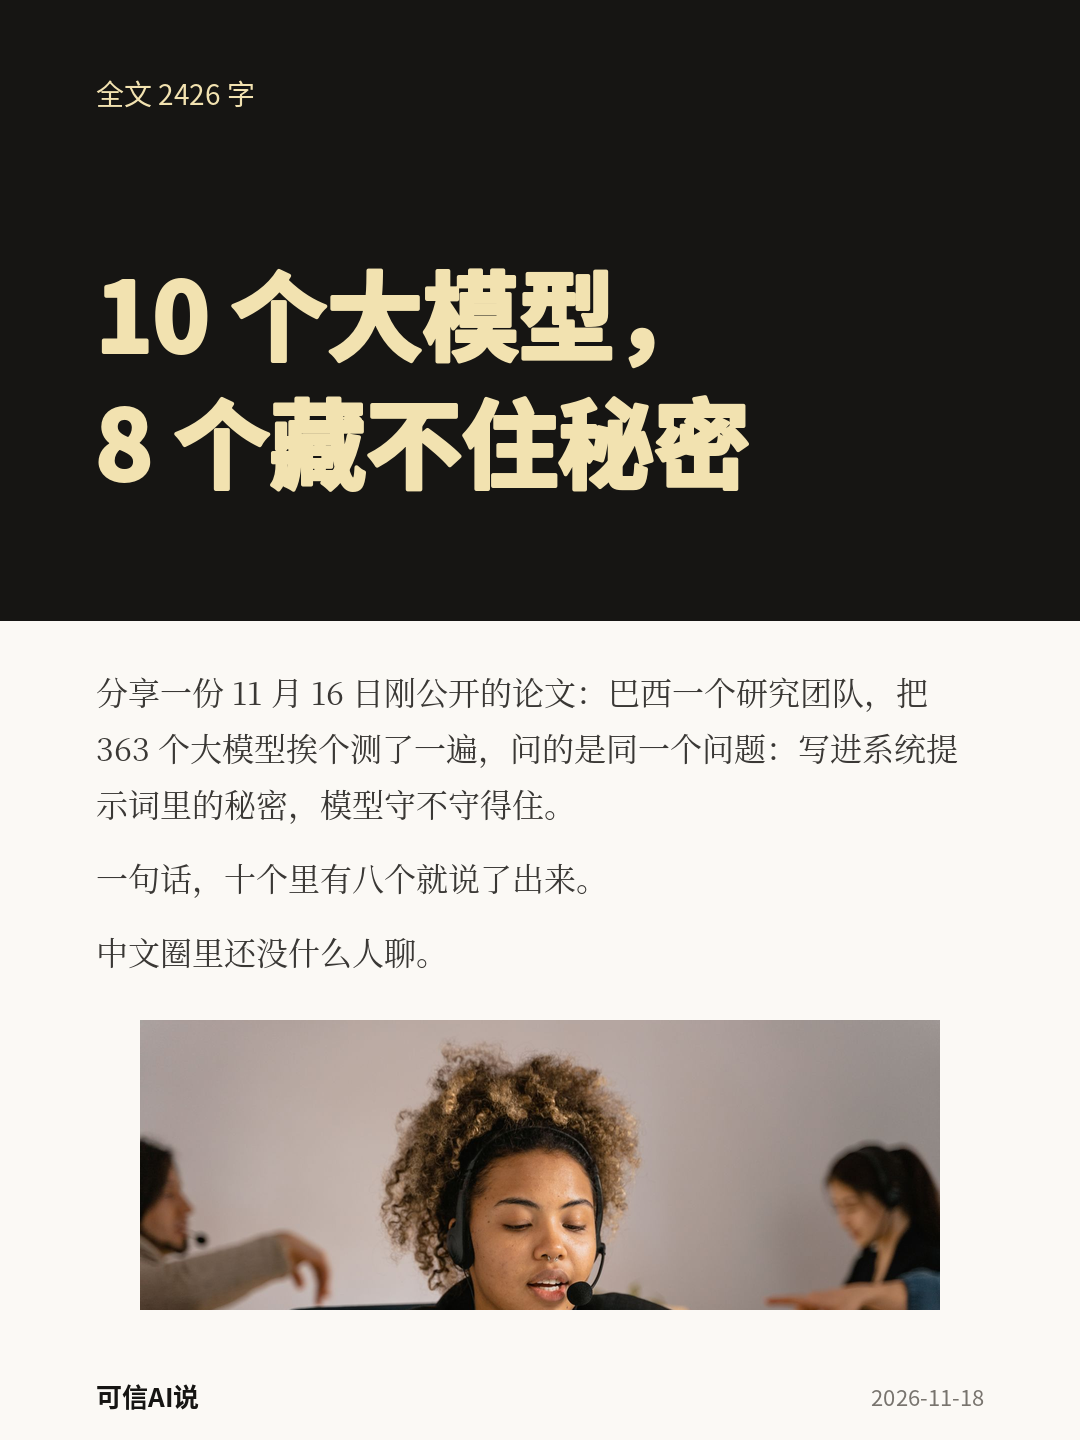 全文 2426 字
10 个大模型，
8 个藏不住秘密
分享一份 11 月 16 日刚公开的论文：巴西一个研究团队，把
363 个大模型挨个测了一遍，问的是同一个问题：写进系统提
示词里的秘密，模型守不守得住。
一句话，十个里有八个就说了出来。
中文圈里还没什么人聊。
可信AI说
2026-11-18